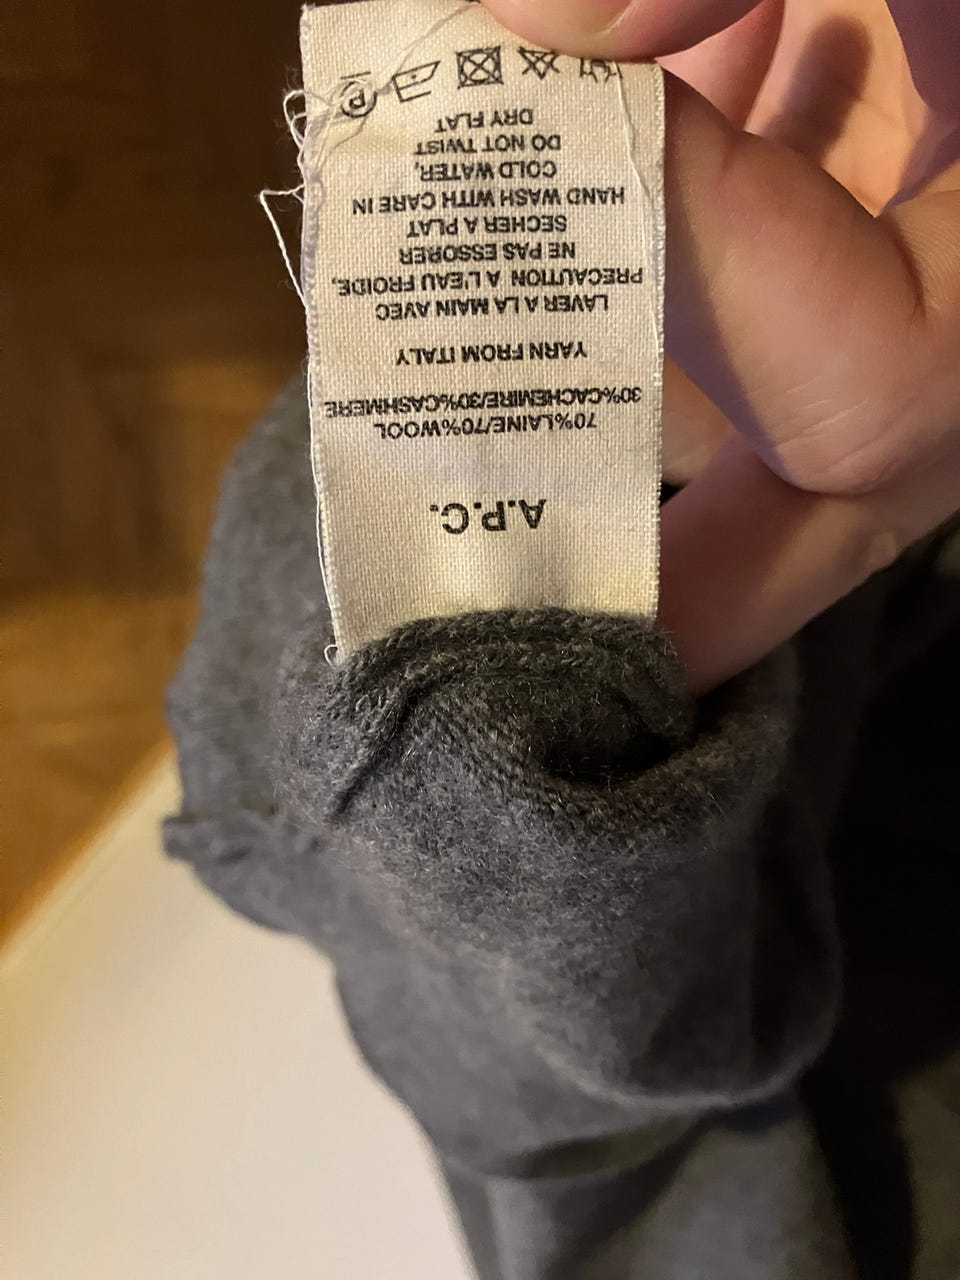 A.P.C.
70%LAINE/70%WOOL
30%CACHEMIRE/30%CASHMERE
YARN FROM ITALY
LAVER A LA MAIN AVEC
PRECAUTION A L'EAU FROIDE,
NE PAS ESSORER
SECHER A PLAT
HAND WASH WITH CARE IN
COLD WATER,
DO NOT TWIST
DRY FLAT
P